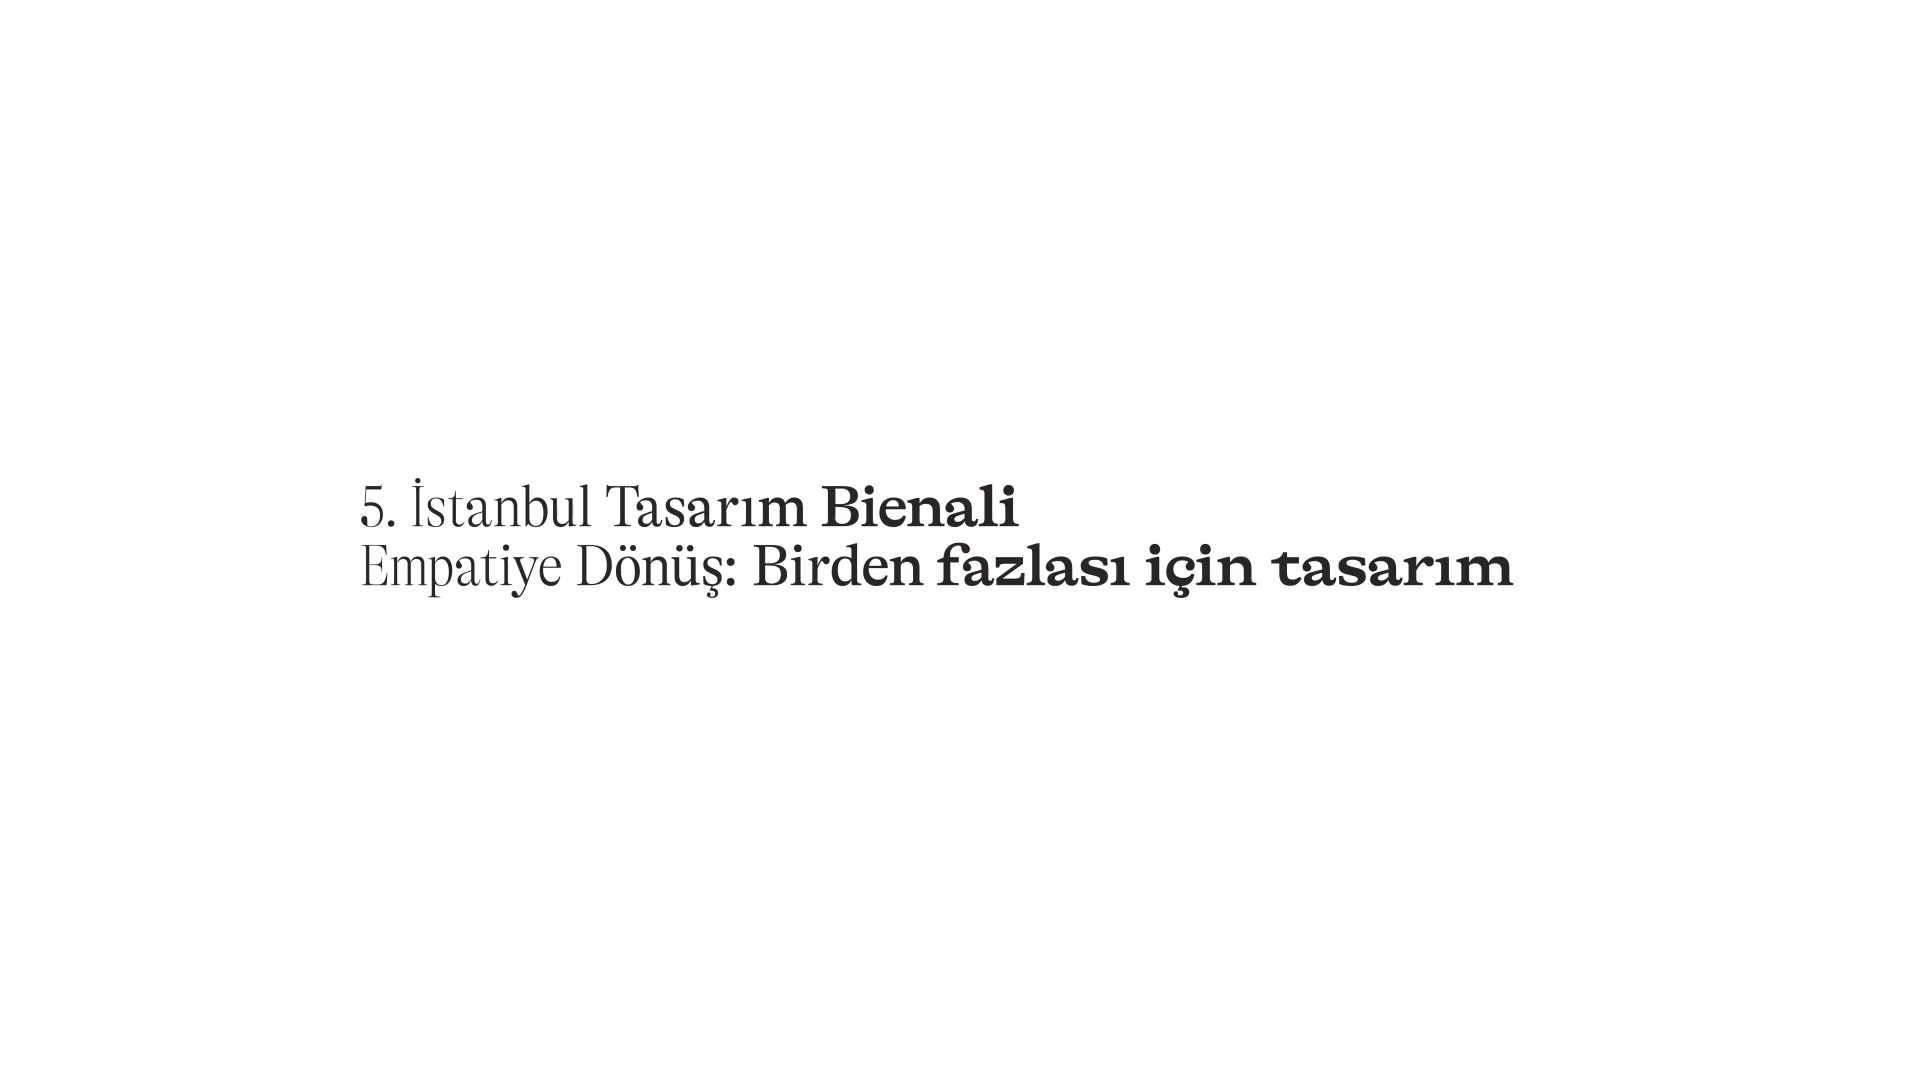 5. İstanbul Tasarım Bienali
Empatiye Dönüş: Birden fazlası için tasarım